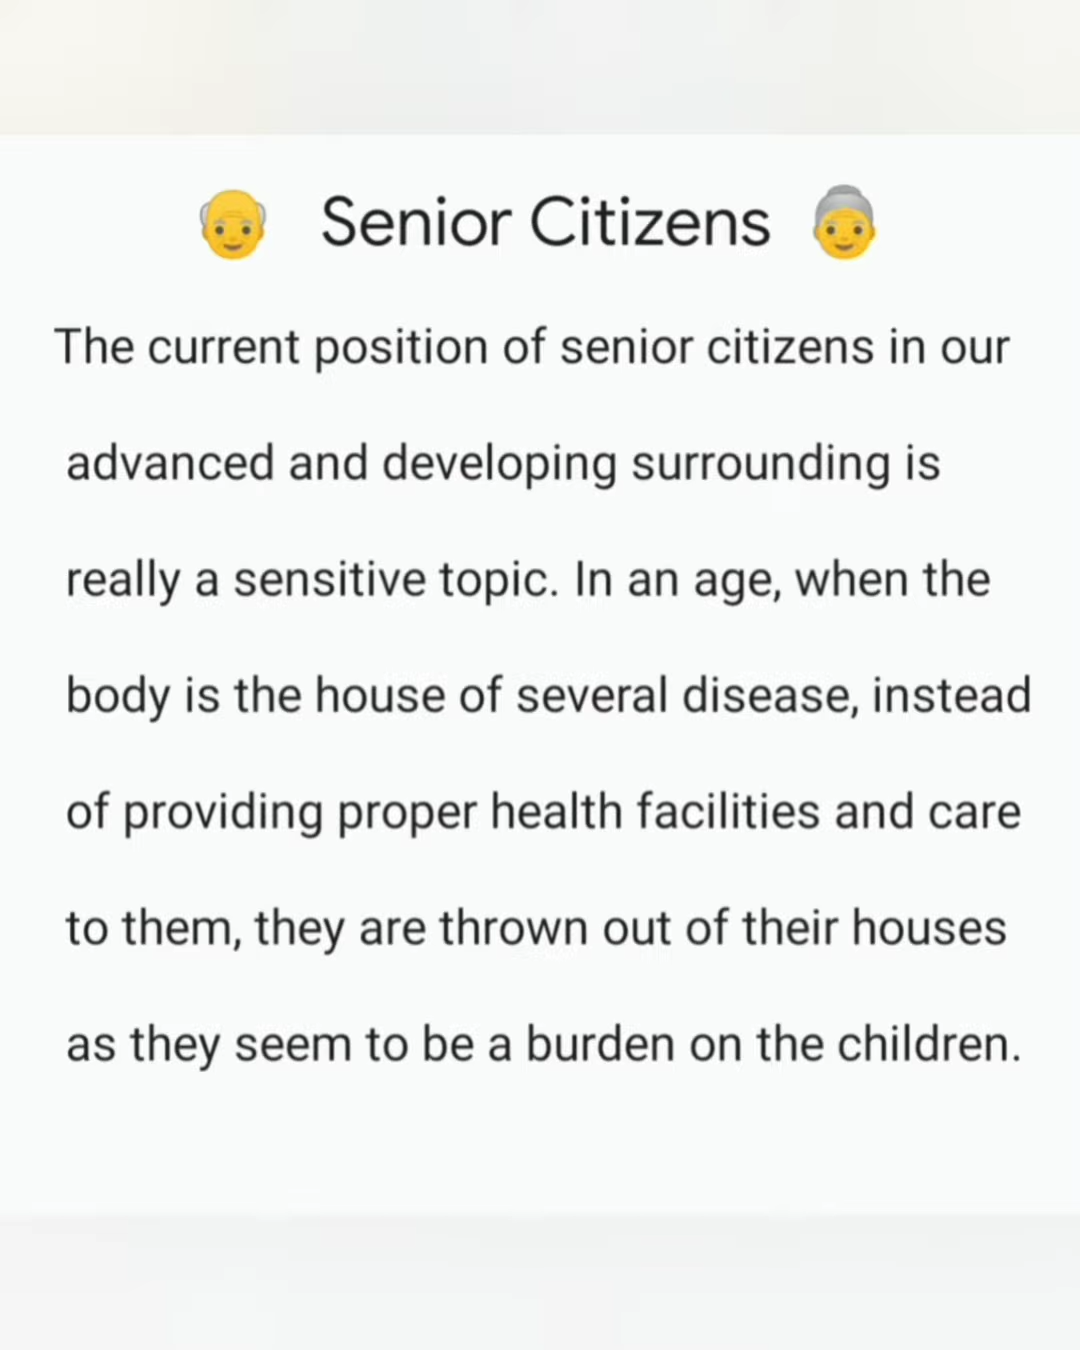 👴 Senior Citizens 👵
The current position of senior citizens in our
advanced and developing surrounding is
really a sensitive topic. In an age, when the
body is the house of several disease, instead
of providing proper health facilities and care
to them, they are thrown out of their houses
as they seem to be a burden on the children.